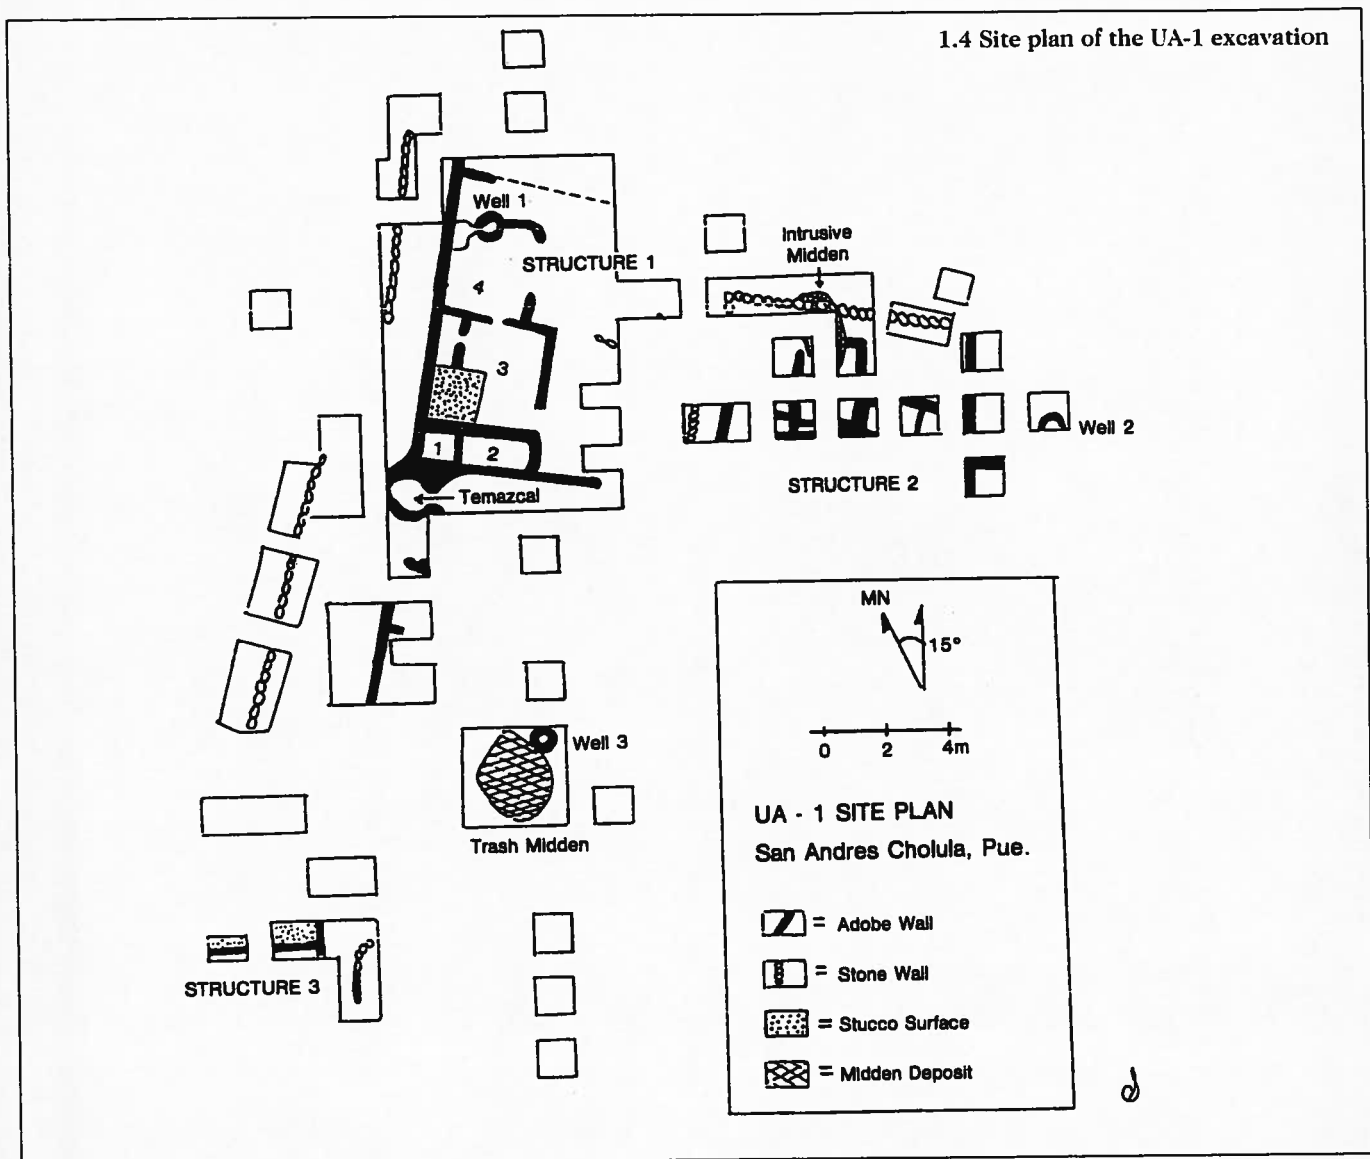 1.4 Site plan of the UA-1 excavation
Well 1
STRUCTURE 1
4
3
1
2
Temazcal
Intrusive
Midden
Well 2
STRUCTURE 2
Well 3
Trash Midden
STRUCTURE 3
MN
15°
0 2 4m
UA - 1 SITE PLAN
San Andres Cholula, Pue.
= Adobe Wall
= Stone Wall
= Stucco Surface
= Midden Deposit